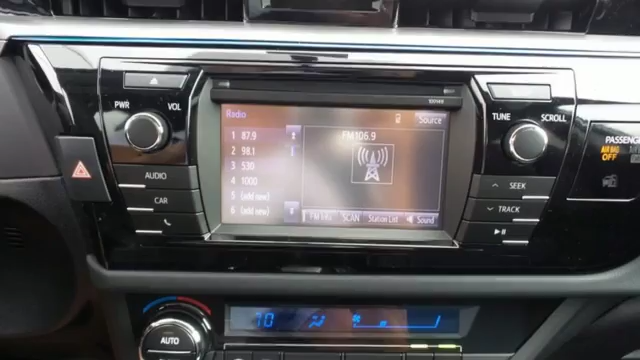 PWR VOL
AUDIO
CAR
Radio
Source
1 87.9
2 98.1
3 530
4 1000
5 (add new)
6 (add new)
FM106.9
FM Info SCAN Station List Sound
TUNE SCROLL
SEEK
TRACK
PASSENGER
AIR BAG
OFF
70
AUTO